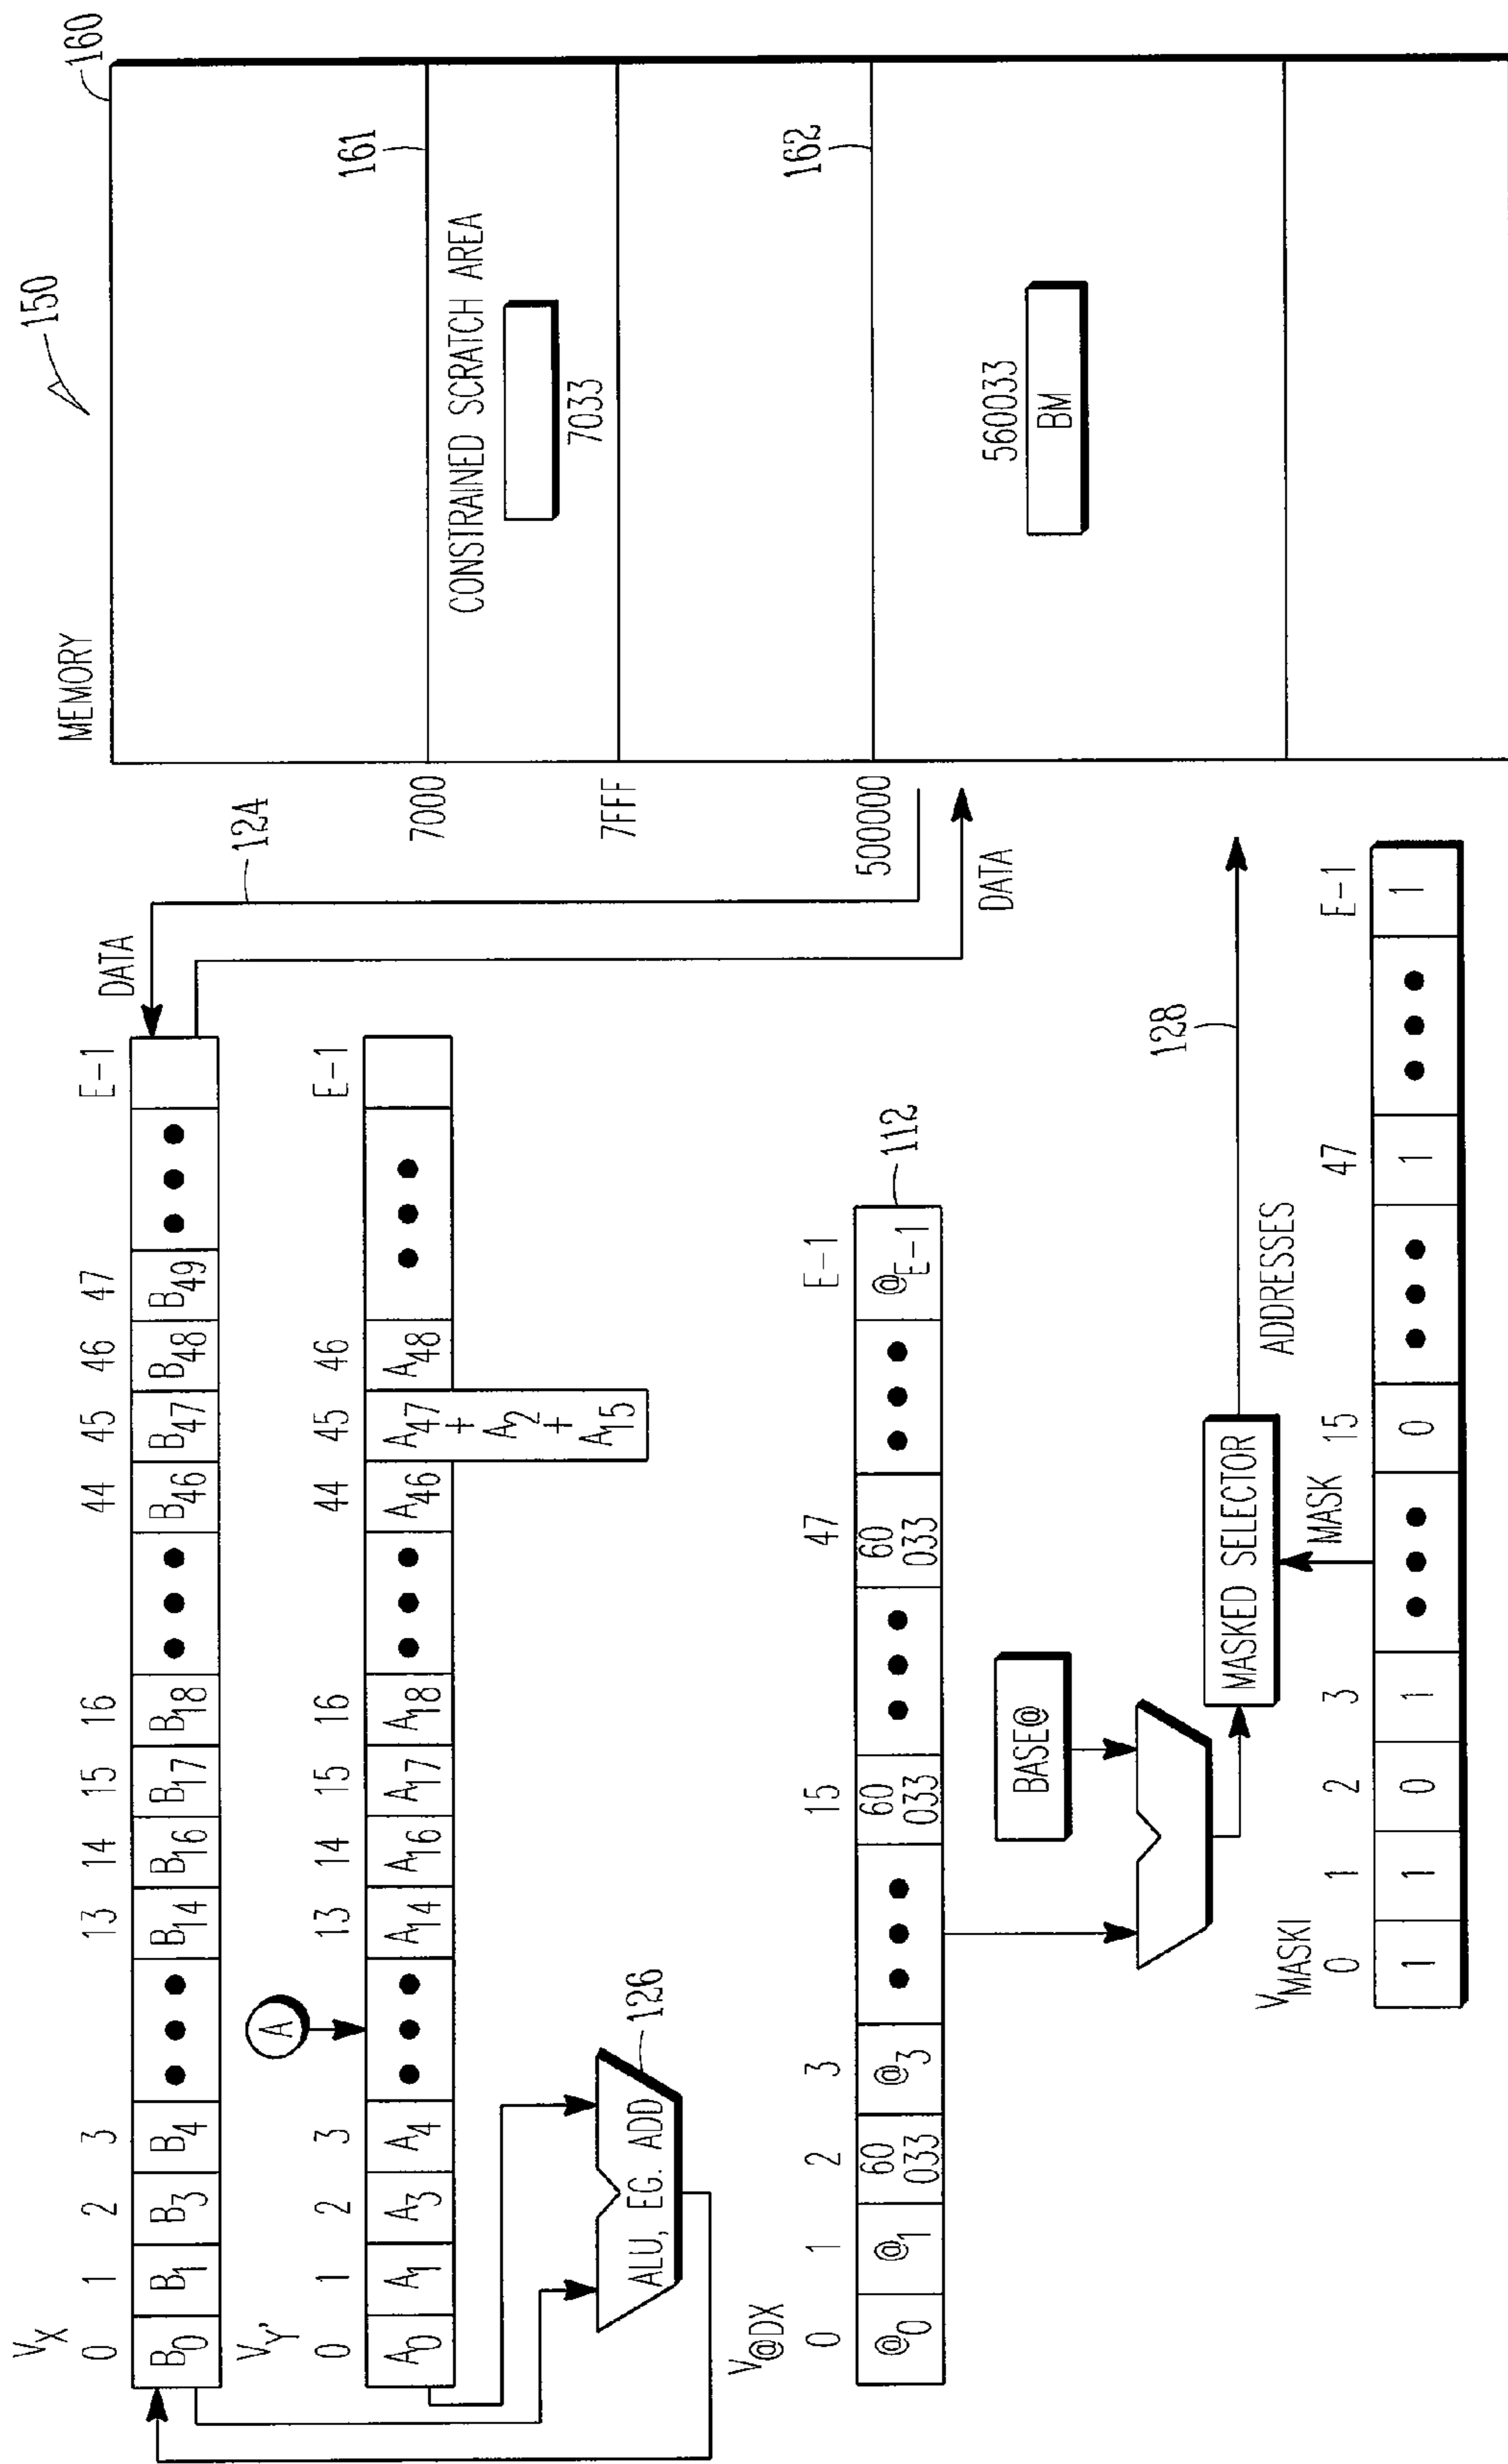 150
V_X
0 1 2 3 13 14 15 16 44 45 46 47 E-1
B_0 B_1 B_3 B_4 ••• B_14 B_16 B_17 B_18 ••• B_46 B_47 B_48 B_49 •••
DATA
124
MEMORY
160
A
V_Y'
0 1 2 3 13 14 15 16 44 45 46 E-1
A_0 A_1 A_3 A_4 ••• A_14 A_16 A_17 A_18 ••• A_46 A_47 + A_2 + A_15 A_48 •••
7000
161
CONSTRAINED SCRATCH AREA
7033
7FFF
ALU, EG. ADD
126
V_@DX
0 1 2 3 15 47 E-1
@_0 @_1 60 033 @_3 ••• 60 033 ••• 60 033 ••• @_E-1
112
500000
162
DATA
560033
BM
BASE@
MASKED SELECTOR
128
ADDRESSES
MASK
V_MASKI
0 1 2 3 15 47 E-1
1 1 0 1 ••• 0 ••• 1 ••• 1